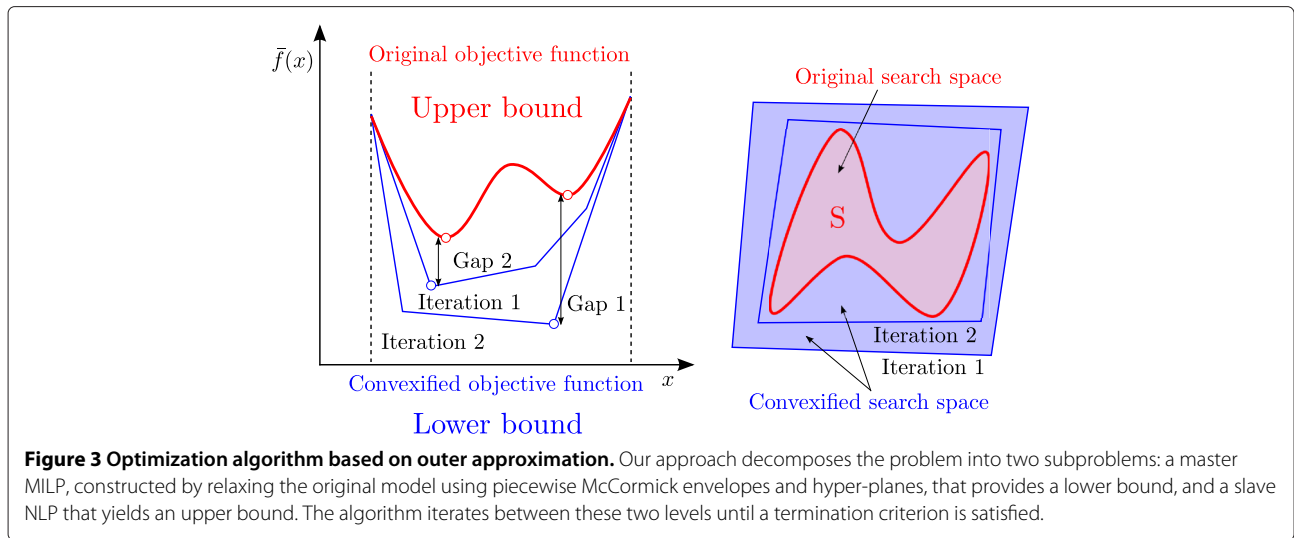 Original objective function
f̄(x)
Upper bound
Original search space
S
Gap 2
Iteration 1
Gap 1
Iteration 2
Iteration 2
Iteration 1
x
Convexified objective function
Convexified search space
Lower bound
Figure 3 Optimization algorithm based on outer approximation. Our approach decomposes the problem into two subproblems: a master
MILP, constructed by relaxing the original model using piecewise McCormick envelopes and hyper-planes, that provides a lower bound, and a slave
NLP that yields an upper bound. The algorithm iterates between these two levels until a termination criterion is satisfied.